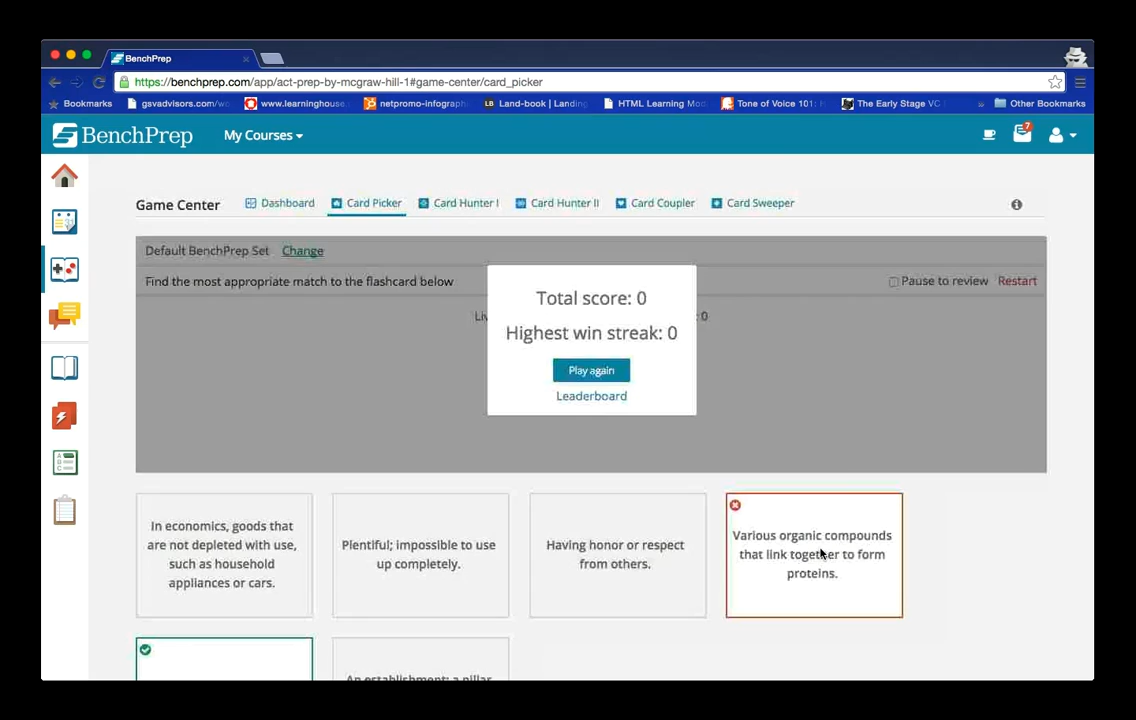 BenchPrep
https://benchprep.com/app/act-prep-by-mcgraw-hill-1#game-center/card_picker
Bookmarks gsvadvisors.com/w www.learninghouse. netpromo-infograph LB Land-book | Landing HTML Learning Mo Tone of Voice 101: The Early Stage VC » Other Bookmarks
BenchPrep My Courses 7
Game Center Dashboard Card Picker Card Hunter I Card Hunter II Card Coupler Card Sweeper
Default BenchPrep Set Change
Find the most appropriate match to the flashcard below Pause to review Restart
Total score: 0
Liv : 0
Highest win streak: 0
Play again
Leaderboard
In economics, goods that
are not depleted with use,
such as household
appliances or cars.
Plentiful; impossible to use
up completely.
Having honor or respect
from others.
Various organic compounds
that link together to form
proteins.
An establishment; a pillar